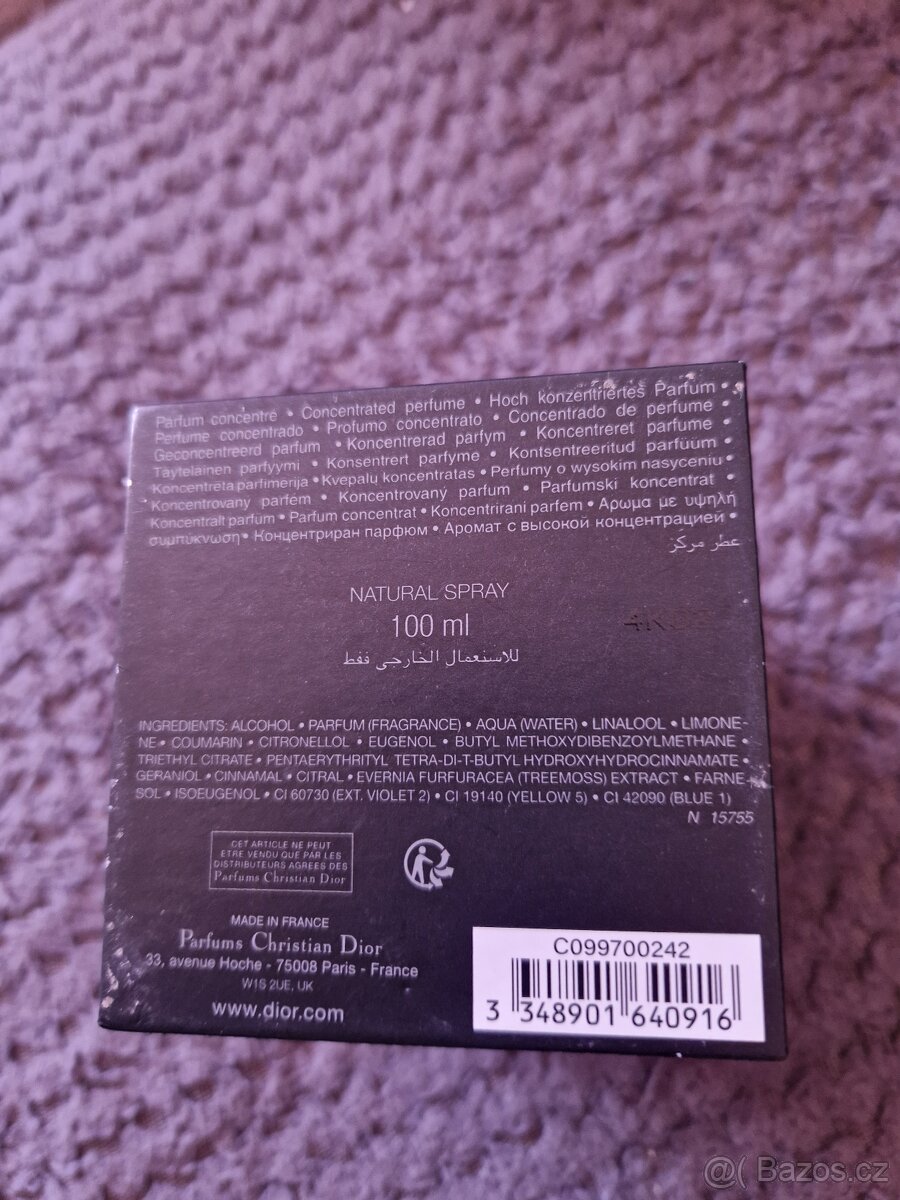 Parfum concentré • Concentrated perfume • Hoch konzentriertes Parfum •
Perfume concentrado • Profumo concentrato • Concentrado de perfume •
Geconcentreerd parfum • Koncentrerad parfym • Koncentreret parfume •
Täyteläinen parfyymi • Konsentrert parfyme • Kontsentreeritud parfüüm •
Koncentrēta parfimērija • Kvepalų koncentratas • Perfumy o wysokim nasyceniu •
Koncentrovaný parfém • Koncentrovaný parfum • Parfumski koncentrat •
Koncentrált parfüm • Parfum concentrat • Koncentrirani parfem • Άρωμα με υψηλή
συμπύκνωση • Концентриран парфюм • Аромат с высокой концентрацией •
عطر مركز
NATURAL SPRAY
100 ml
للاستعمال الخارجي فقط
INGREDIENTS: ALCOHOL • PARFUM (FRAGRANCE) • AQUA (WATER) • LINALOOL • LIMONE-
NE • COUMARIN • CITRONELLOL • EUGENOL • BUTYL METHOXYDIBENZOYLMETHANE •
TRIETHYL CITRATE • PENTAERYTHRITYL TETRA-DI-T-BUTYL HYDROXYHYDROCINNAMATE •
GERANIOL • CINNAMAL • CITRAL • EVERNIA FURFURACEA (TREEMOSS) EXTRACT • FARNE-
SOL • ISOEUGENOL • CI 60730 (EXT. VIOLET 2) • CI 19140 (YELLOW 5) • CI 42090 (BLUE 1)
N 15755
CET ARTICLE NE PEUT
ETRE VENDU QUE PAR LES
DISTRIBUTEURS AGREES DES
Parfums Christian Dior
MADE IN FRANCE
Parfums Christian Dior
33, avenue Hoche - 75008 Paris - France
W1S 2UE, UK
www.dior.com
C099700242
3 348901 640916
@( Bazos.cz